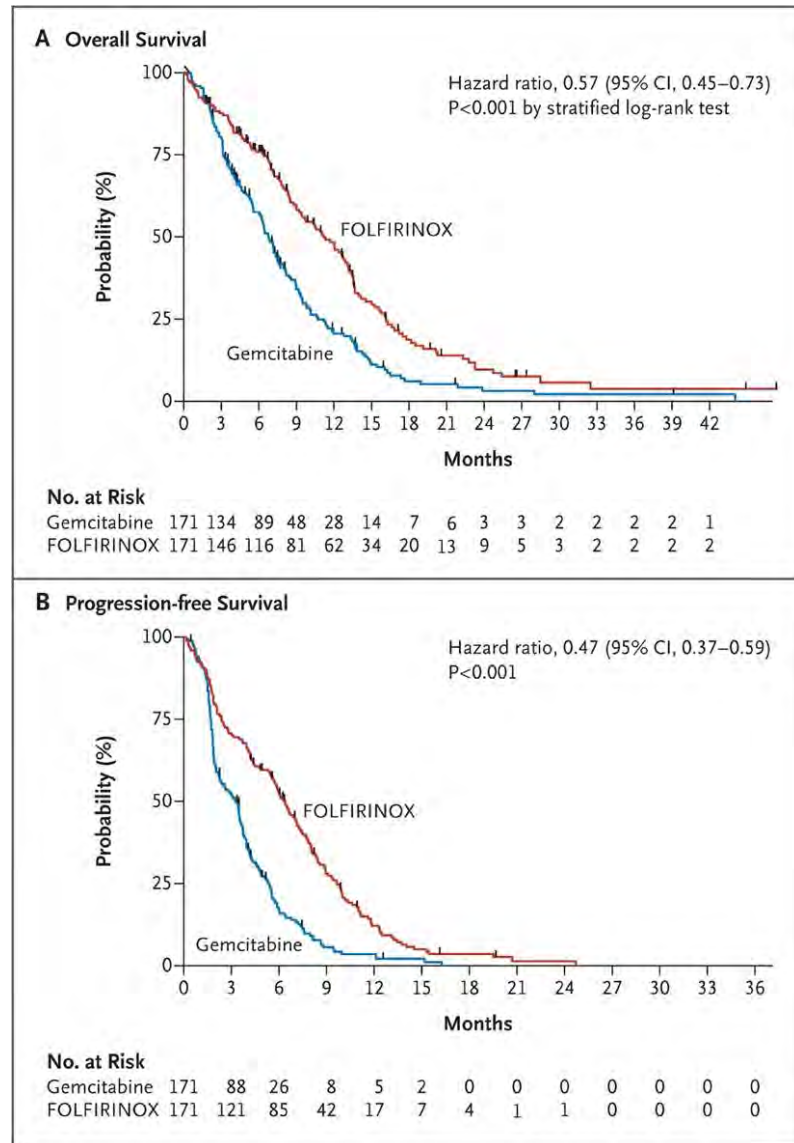 A Overall Survival
Hazard ratio, 0.57 (95% CI, 0.45–0.73)
P<0.001 by stratified log-rank test
Probability (%)
100
75
50
25
0
FOLFIRINOX
Gemcitabine
0 3 6 9 12 15 18 21 24 27 30 33 36 39 42
Months
No. at Risk
Gemcitabine 171 134 89 48 28 14 7 6 3 3 2 2 2 2 1
FOLFIRINOX 171 146 116 81 62 34 20 13 9 5 3 2 2 2 2
B Progression-free Survival
Hazard ratio, 0.47 (95% CI, 0.37–0.59)
P<0.001
Probability (%)
100
75
50
25
0
FOLFIRINOX
Gemcitabine
0 3 6 9 12 15 18 21 24 27 30 33 36
Months
No. at Risk
Gemcitabine 171 88 26 8 5 2 0 0 0 0 0 0 0
FOLFIRINOX 171 121 85 42 17 7 4 1 1 0 0 0 0